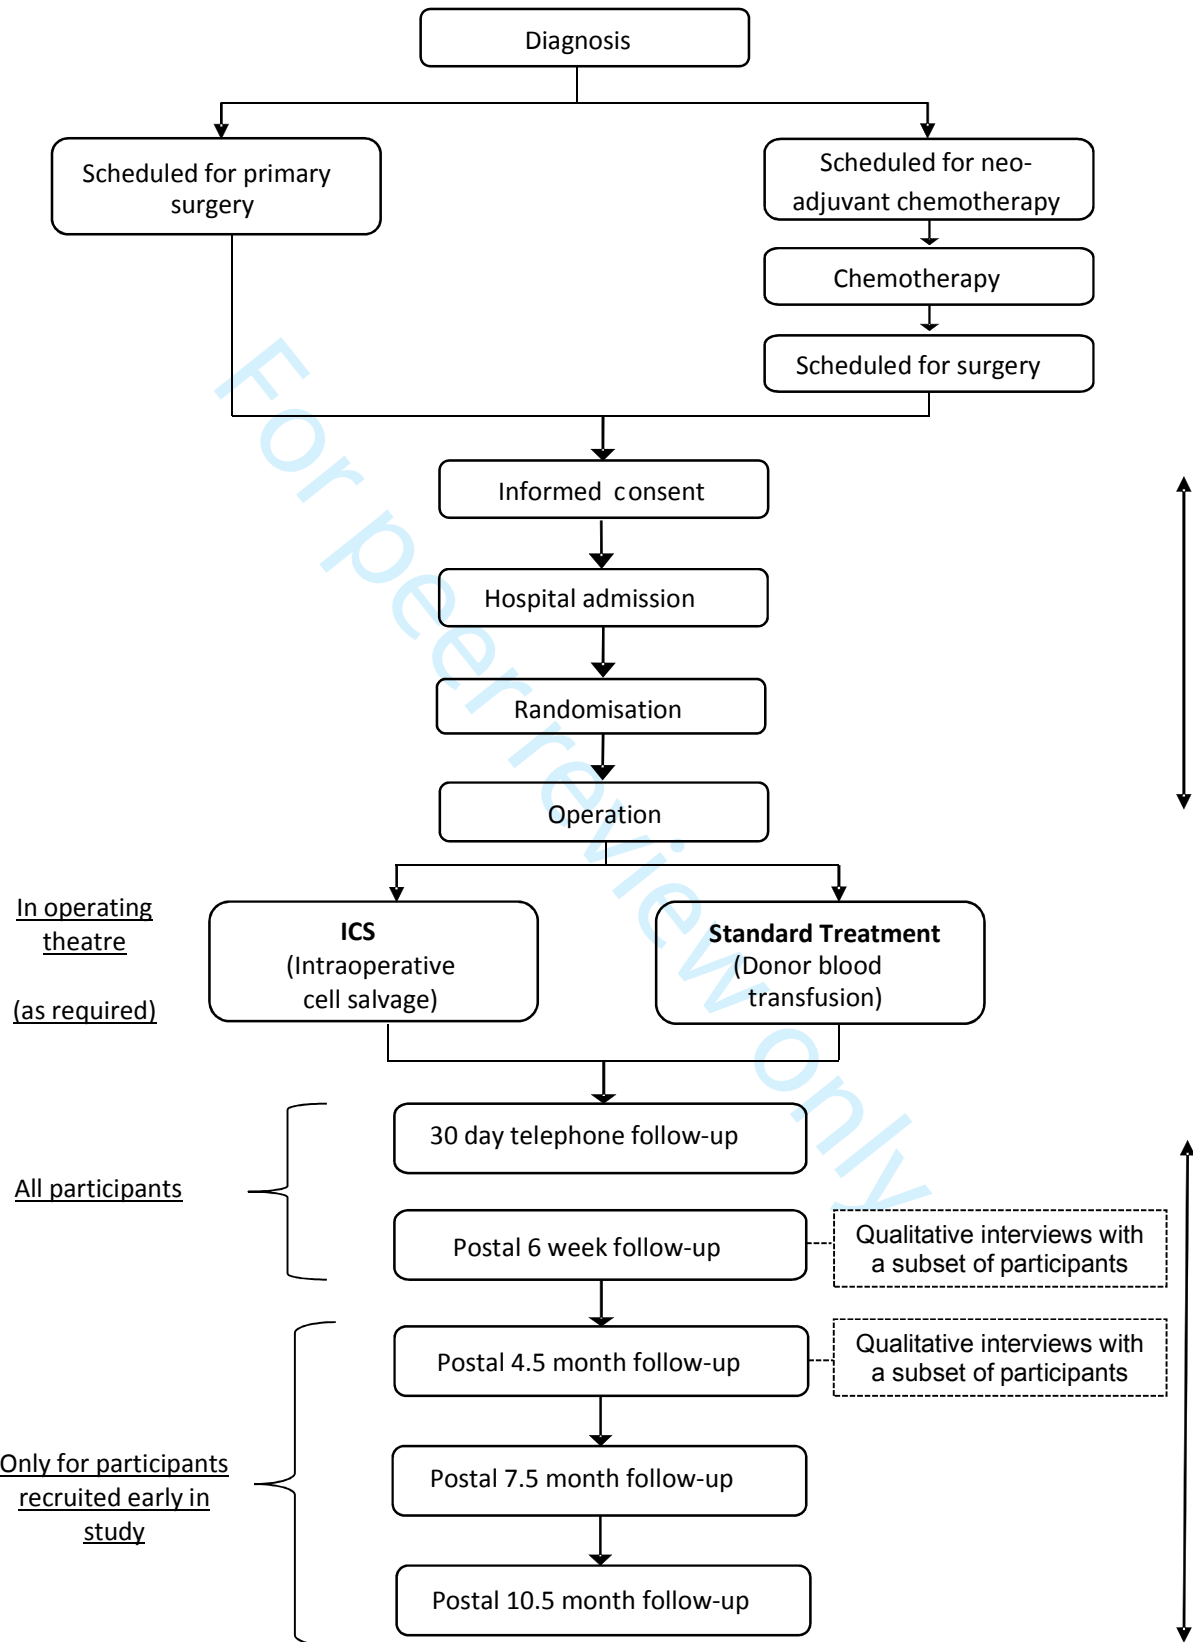 Diagnosis
Scheduled for primary
surgery
Scheduled for neo-
adjuvant chemotherapy
Chemotherapy
Scheduled for surgery
Informed consent
Hospital admission
Randomisation
Operation
In operating
theatre
(as required)
ICS
(Intraoperative
cell salvage)
Standard Treatment
(Donor blood
transfusion)
All participants
30 day telephone follow-up
Postal 6 week follow-up
Qualitative interviews with
a subset of participants
Only for participants
recruited early in
study
Postal 4.5 month follow-up
Qualitative interviews with
a subset of participants
Postal 7.5 month follow-up
Postal 10.5 month follow-up
For peer review only